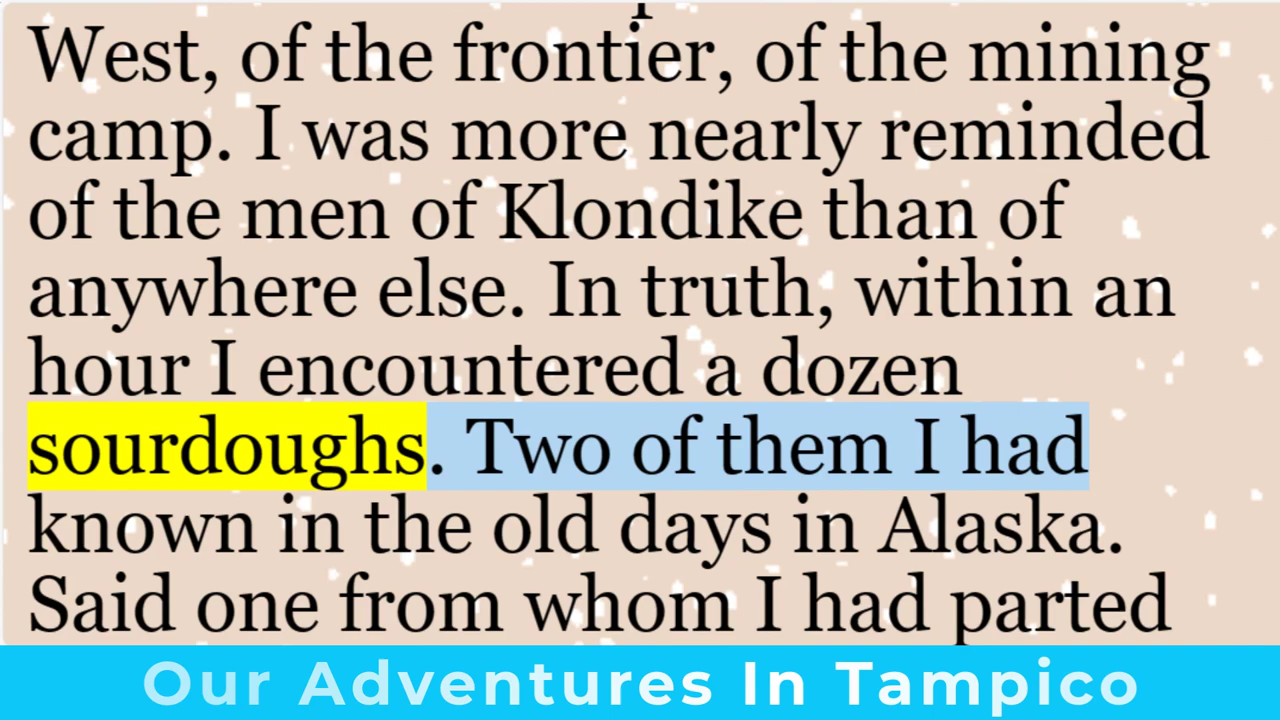 West, of the frontier, of the mining
camp. I was more nearly reminded
of the men of Klondike than of
anywhere else. In truth, within an
hour I encountered a dozen
sourdoughs. Two of them I had
known in the old days in Alaska.
Said one from whom I had parted
Our Adventures In Tampico